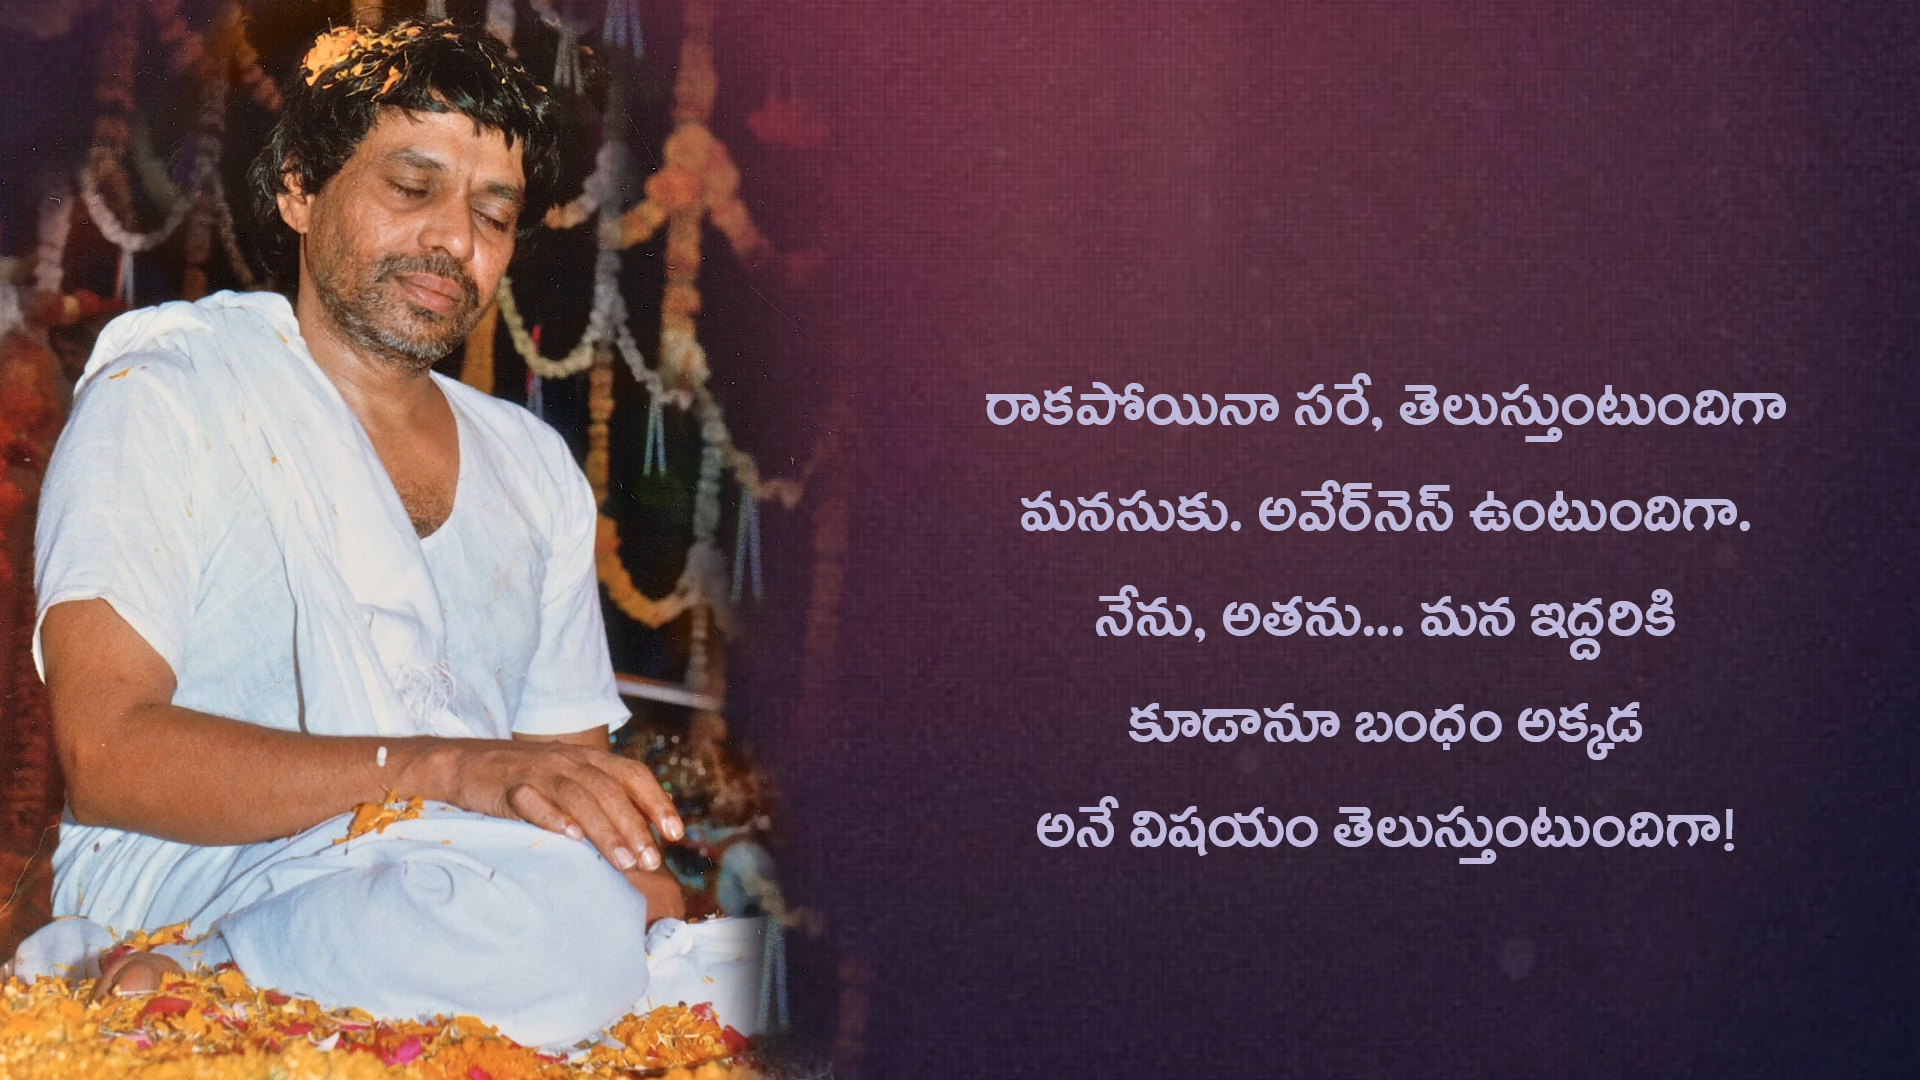 రాకపోయినా సరే, తెలుస్తుంటుందిగా
మనసుకు. అవేర్‌నెస్ ఉంటుందిగా.
నేను, అతను... మన ఇద్దరికి
కూడానూ బంధం అక్కడ
అనే విషయం తెలుస్తుంటుందిగా!